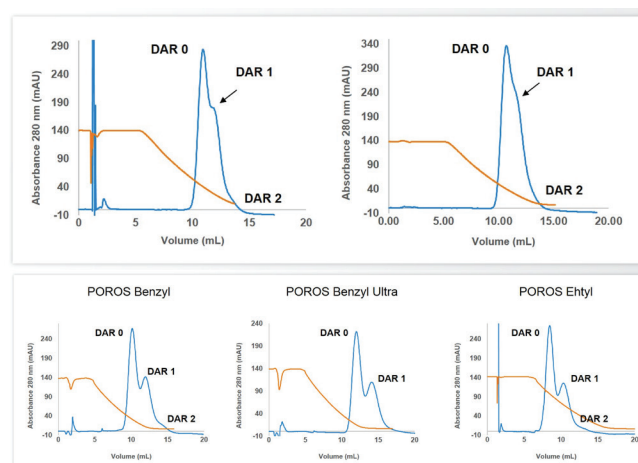 290
240
190
140
90
40
-10
Absorbance 280 nm (mAU)
DAR 0
DAR 1
DAR 2
0 5 10 15 20
Volume (mL)
340
290
240
190
140
90
40
-10
Absorbance 280 nm (mAU)
DAR 0
DAR 1
DAR 2
0.00 5.00 10.00 15.00 20.00
Volume (mL)
POROS Benzyl
340
290
240
190
140
90
40
-10
Absorbance 280 nm (mAU)
DAR 0
DAR 1
DAR 2
0 5 10 15 20
Volume (mL)
POROS Benzyl Ultra
240
190
140
90
40
-10
Absorbance 280 nm (mAU)
DAR 0
DAR 1
0 5 10 15 20
Volume (mL)
POROS Ehtyl
240
190
140
90
40
-10
Absorbance 280 nm (mAU)
DAR 0
DAR 1
DAR 2
0 5 10 15 20
Volume (mL)